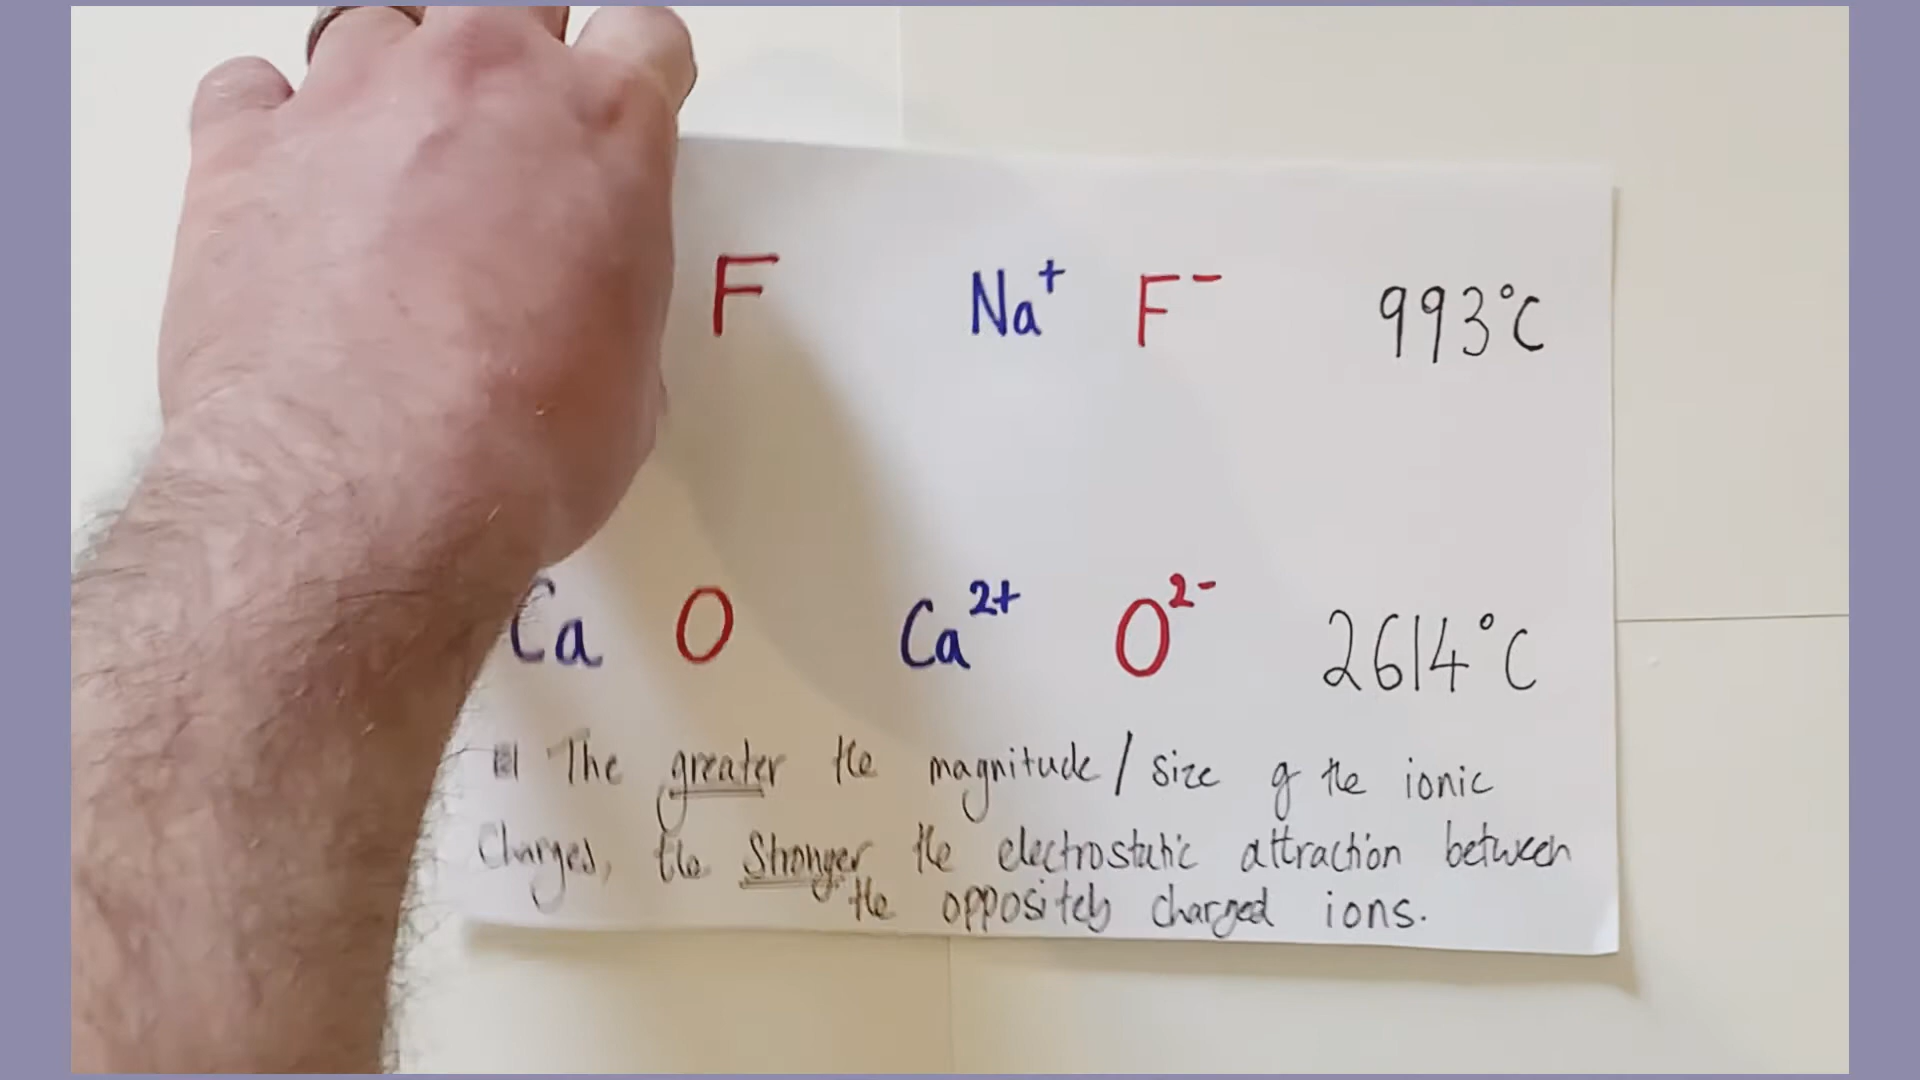 F Na⁺ F⁻ 993°C
Ca O Ca²⁺ O²⁻ 2614°C
The greater the magnitude / size of the ionic
Charges, the Stronger the electrostatic attraction between
the oppositely charged ions.